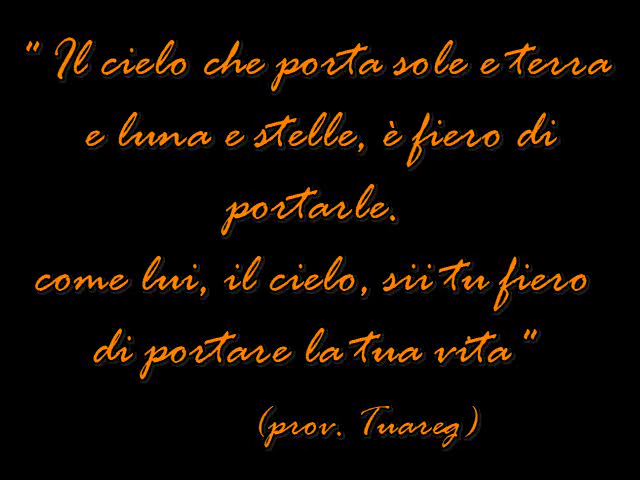 " Il cielo che porta sole e terra
e luna e stelle, è fiero di
portarle.
come lui, il cielo, sii tu fiero
di portare la tua vita "
(prov. Tuareg)